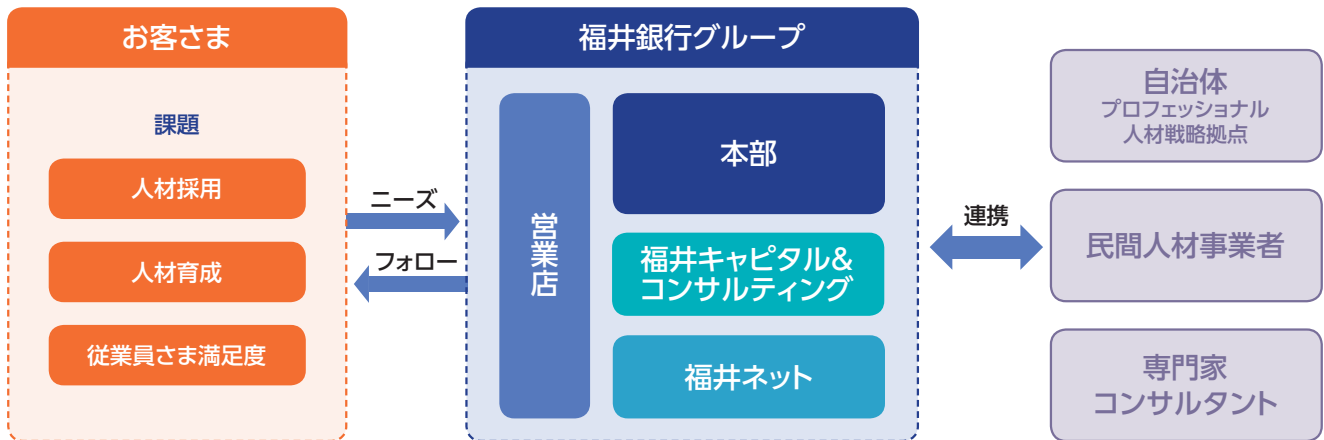 お客さま
課題
人材採用
人材育成
従業員さま満足度
ニーズ
フォロー
福井銀行グループ
営業店
本部
福井キャピタル&
コンサルティング
福井ネット
連携
自治体
プロフェッショナル
人材戦略拠点
民間人材事業者
専門家
コンサルタント